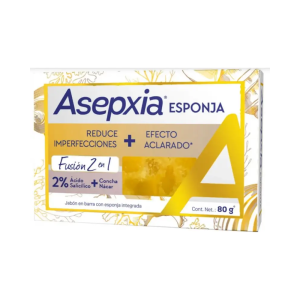 Asepxia® ESPONJA
REDUCE IMPERFECCIONES + EFECTO ACLARADO*
Fusión 2 en 1
2% Ácido Salicílico + Concha Nácar
Jabón en barra con esponja integrada
Cont. Net. 80 g